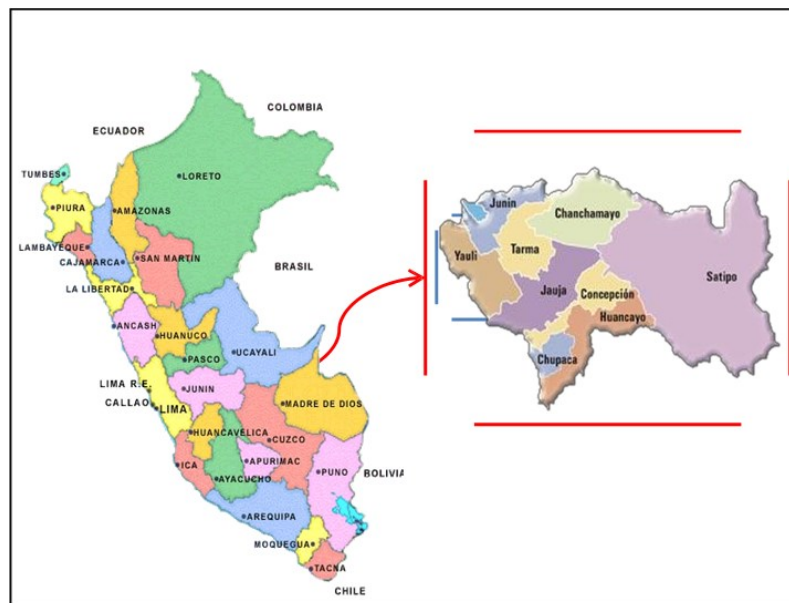 COLOMBIA
ECUADOR
TUMBES
LORETO
PIURA
AMAZONAS
LAMBAYEQUE
CAJAMARCA
SAN MARTIN
BRASIL
LA LIBERTAD
ANCASH
HUANUCO
PASCO
UCAYALI
LIMA R.E.
JUNIN
CALLAO
LIMA
MADRE DE DIOS
HUANCAVELICA
CUZCO
ICA
APURIMAC
PUNO
BOLIVIA
AYACUCHO
AREQUIPA
MOQUEGUA
TACNA
CHILE
Junín
Chanchamayo
Tarma
Yauli
Satipo
Jauja
Concepción
Huancayo
Chupaca